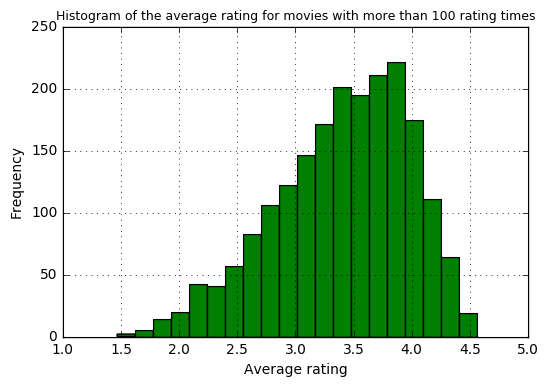 Histogram of the average rating for movies with more than 100 rating times
250
200
150
100
50
0
Frequency
1.0 1.5 2.0 2.5 3.0 3.5 4.0 4.5 5.0
Average rating